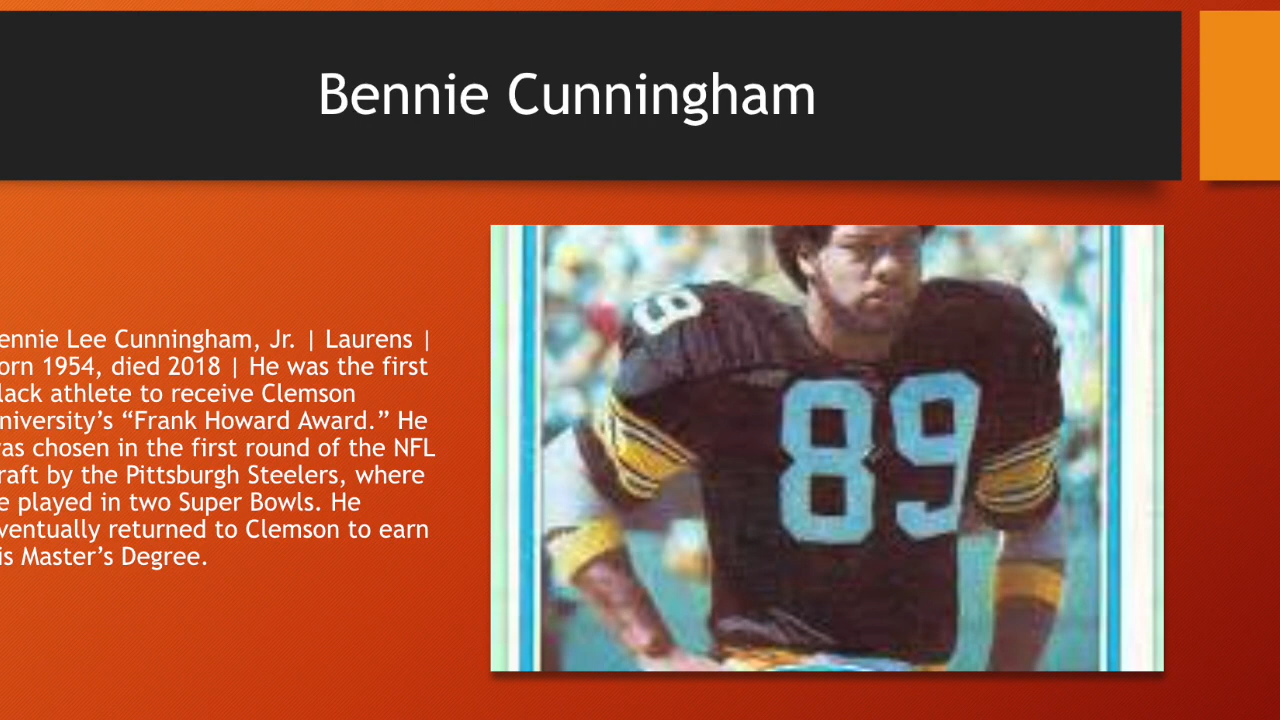 Bennie Cunningham
ennie Lee Cunningham, Jr. | Laurens |
orn 1954, died 2018 | He was the first
lack athlete to receive Clemson
niversity’s “Frank Howard Award.” He
as chosen in the first round of the NFL
raft by the Pittsburgh Steelers, where
e played in two Super Bowls. He
ventually returned to Clemson to earn
is Master’s Degree.
89